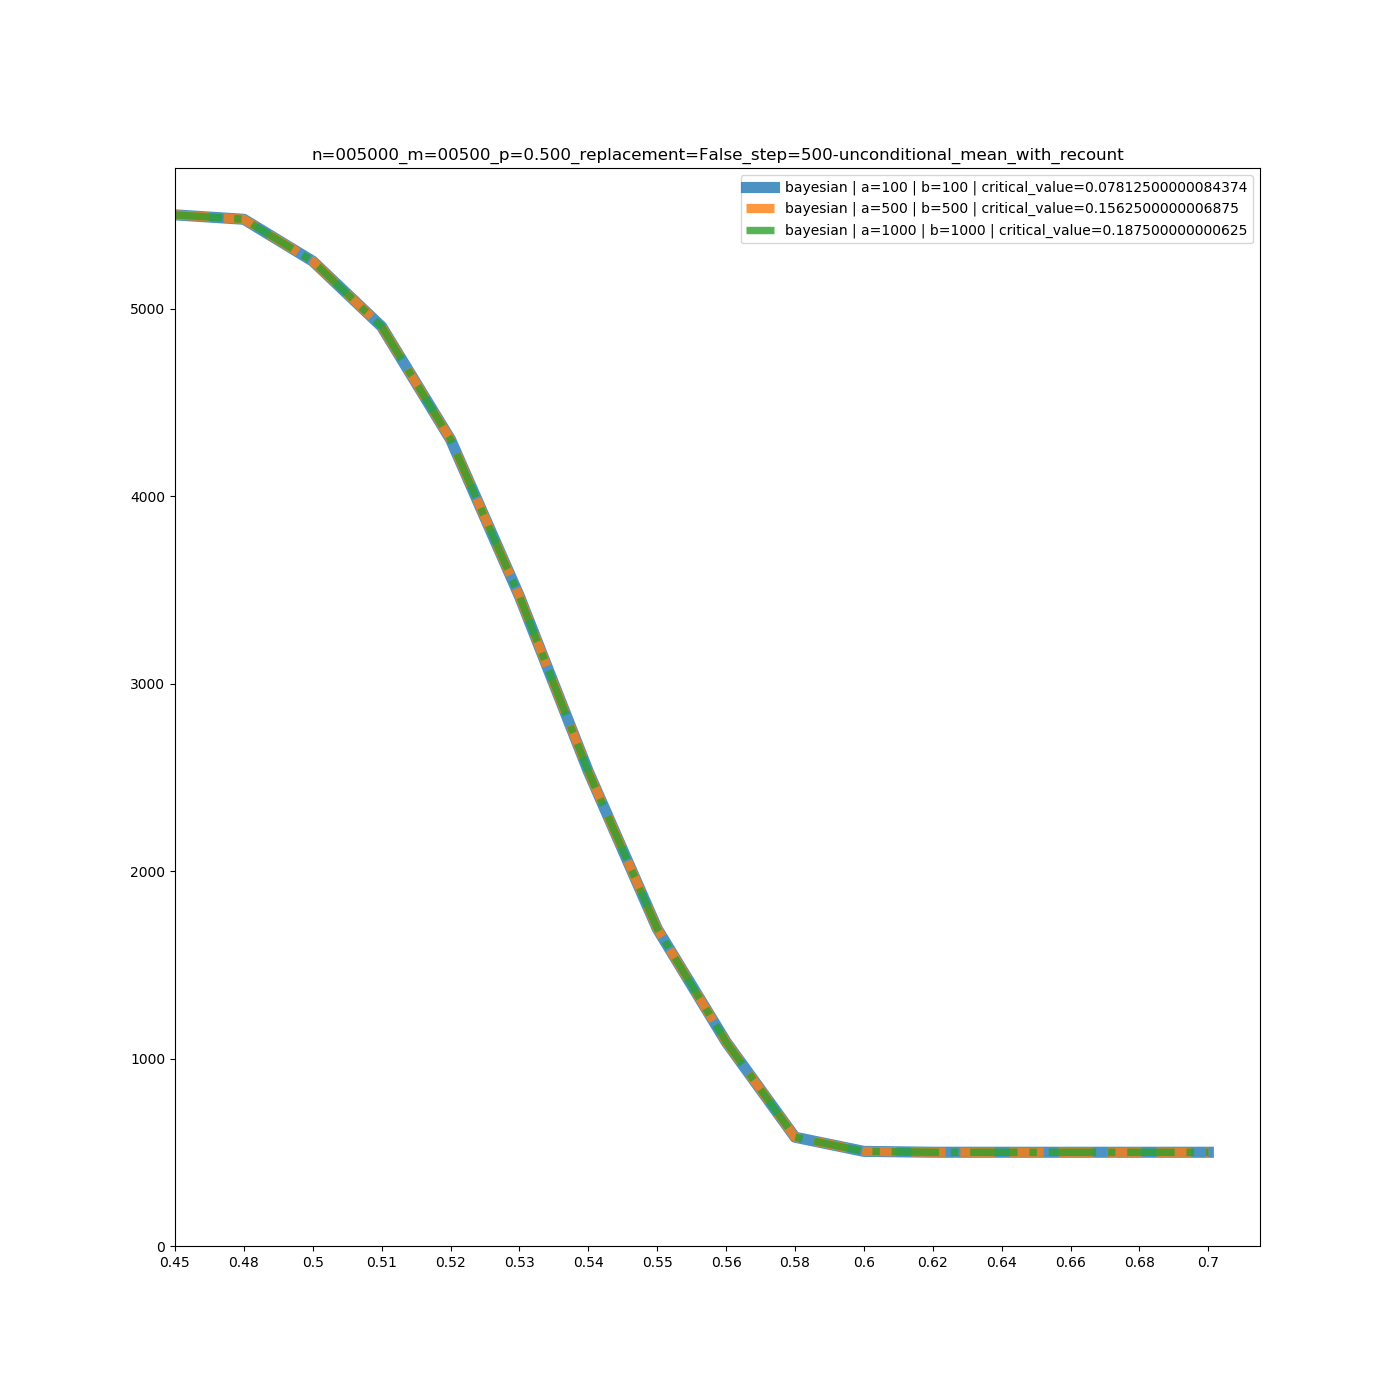 n=005000_m=00500_p=0.500_replacement=False_step=500-unconditional_mean_with_recount
bayesian | a=100 | b=100 | critical_value=0.07812500000084374
bayesian | a=500 | b=500 | critical_value=0.1562500000006875
bayesian | a=1000 | b=1000 | critical_value=0.187500000000625
5000
4000
3000
2000
1000
0
0.45 0.48 0.5 0.51 0.52 0.53 0.54 0.55 0.56 0.58 0.6 0.62 0.64 0.66 0.68 0.7